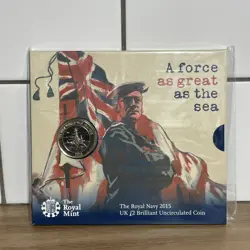 A force
as great
as the
sea
The
Royal
Mint
The Royal Navy 2015
UK £2 Brilliant Uncirculated Coin